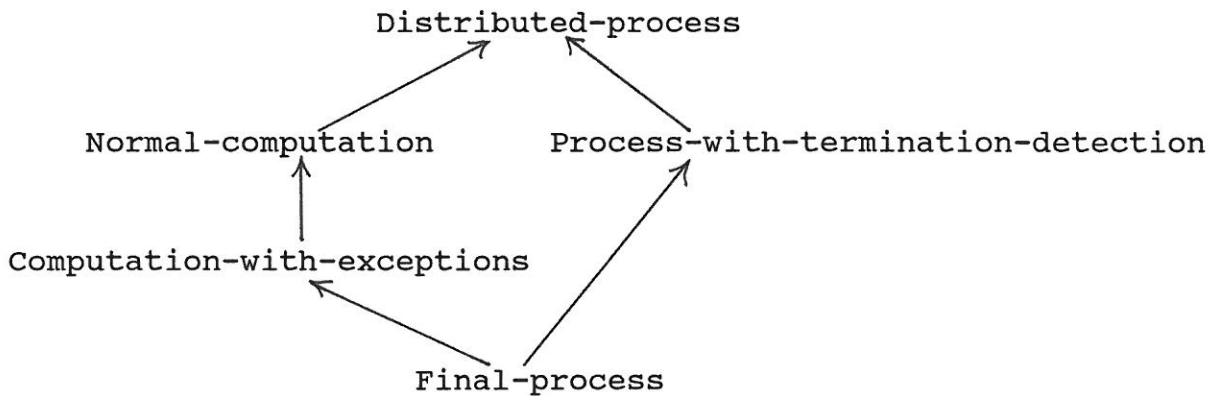 Distributed-process
Normal-computation Process-with-termination-detection
Computation-with-exceptions
Final-process